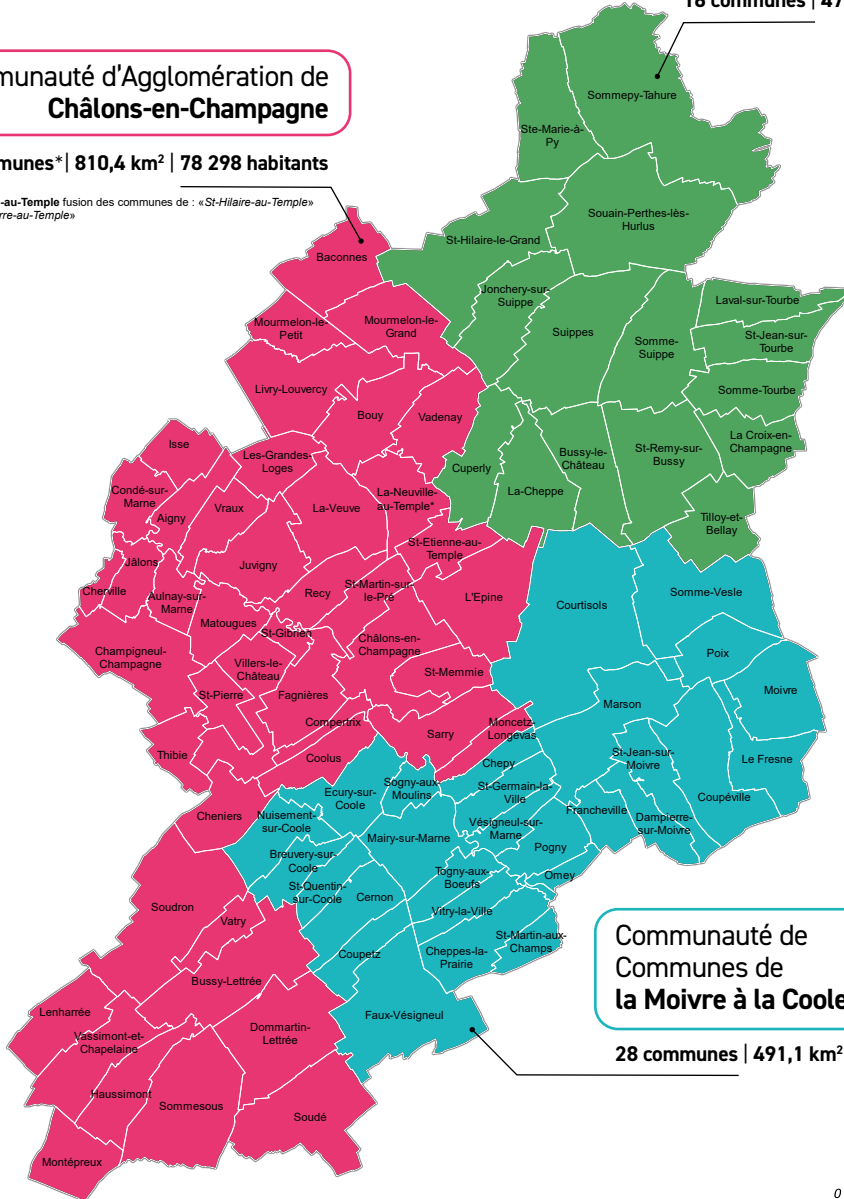 18 communes | 47
munauté d'Agglomération de
Châlons-en-Champagne
munes* | 810,4 km² | 78 298 habitants
-au-Temple fusion des communes de : «St-Hilaire-au-Temple»
rre-au-Temple»
Sommepy-Tahure
Ste-Marie-à-
Py
Souain-Perthes-lès-
Hurlus
St-Hilaire-le-Grand
Baconnes
Jonchery-sur-
Suippe
Laval-sur-Tourbe
Mourmelon-le-
Petit
Mourmelon-le-
Grand
Suippes
Somme-
Suippe
St-Jean-sur-
Tourbe
Livry-Louvercy
Somme-Tourbe
Bouy
Vadenay
La Croix-en-
Champagne
Isse
Les-Grandes-
Loges
Cuperly
Bussy-le-
Château
St-Remy-sur-
Bussy
Condé-sur-
Marne
Aigny
Vraux
La-Veuve
La-Neuville-
au-Temple*
La-Cheppe
Tilloy-et-
Bellay
St-Etienne-au-
Temple
Jâlons
Juvigny
Cherville
Aulnay-sur-
Marne
Recy
St-Martin-sur-
le-Pré
L'Epine
Courtisols
Somme-Vesle
Matougues
St-Gibrien
Châlons-en-
Champagne
Champigneul-
Champagne
Poix
Villers-le-
Château
St-Memmie
St-Pierre
Fagnières
Moivre
Marson
Compertrix
Sarry
Moncetz-
Longevas
Thibie
Coolus
Chepy
St-Jean-sur-
Moivre
Le Fresne
Ecury-sur-
Coole
Sogny-aux-
Moulins
St-Germain-la-
Ville
Coupéville
Cheniers
Nuisement-
sur-Coole
Francheville
Dampierre-
sur-Moivre
Mairy-sur-Marne
Vésigneul-sur-
Marne
Pogny
Breuvery-sur-
Coole
Togny-aux-
Boeufs
Omey
St-Quentin-
sur-Coole
Cernon
Soudron
Vatry
Vitry-la-Ville
St-Martin-aux-
Champs
Coupetz
Cheppes-la-
Prairie
Communauté de
Communes de
la Moivre à la Coole
Bussy-Lettrée
Lenharrée
Faux-Vésigneul
Vassimont-et-
Chapelaine
Dommartin-
Lettrée
28 communes | 491,1 km²
Haussimont
Sommesous
Soudé
Montépreux
0